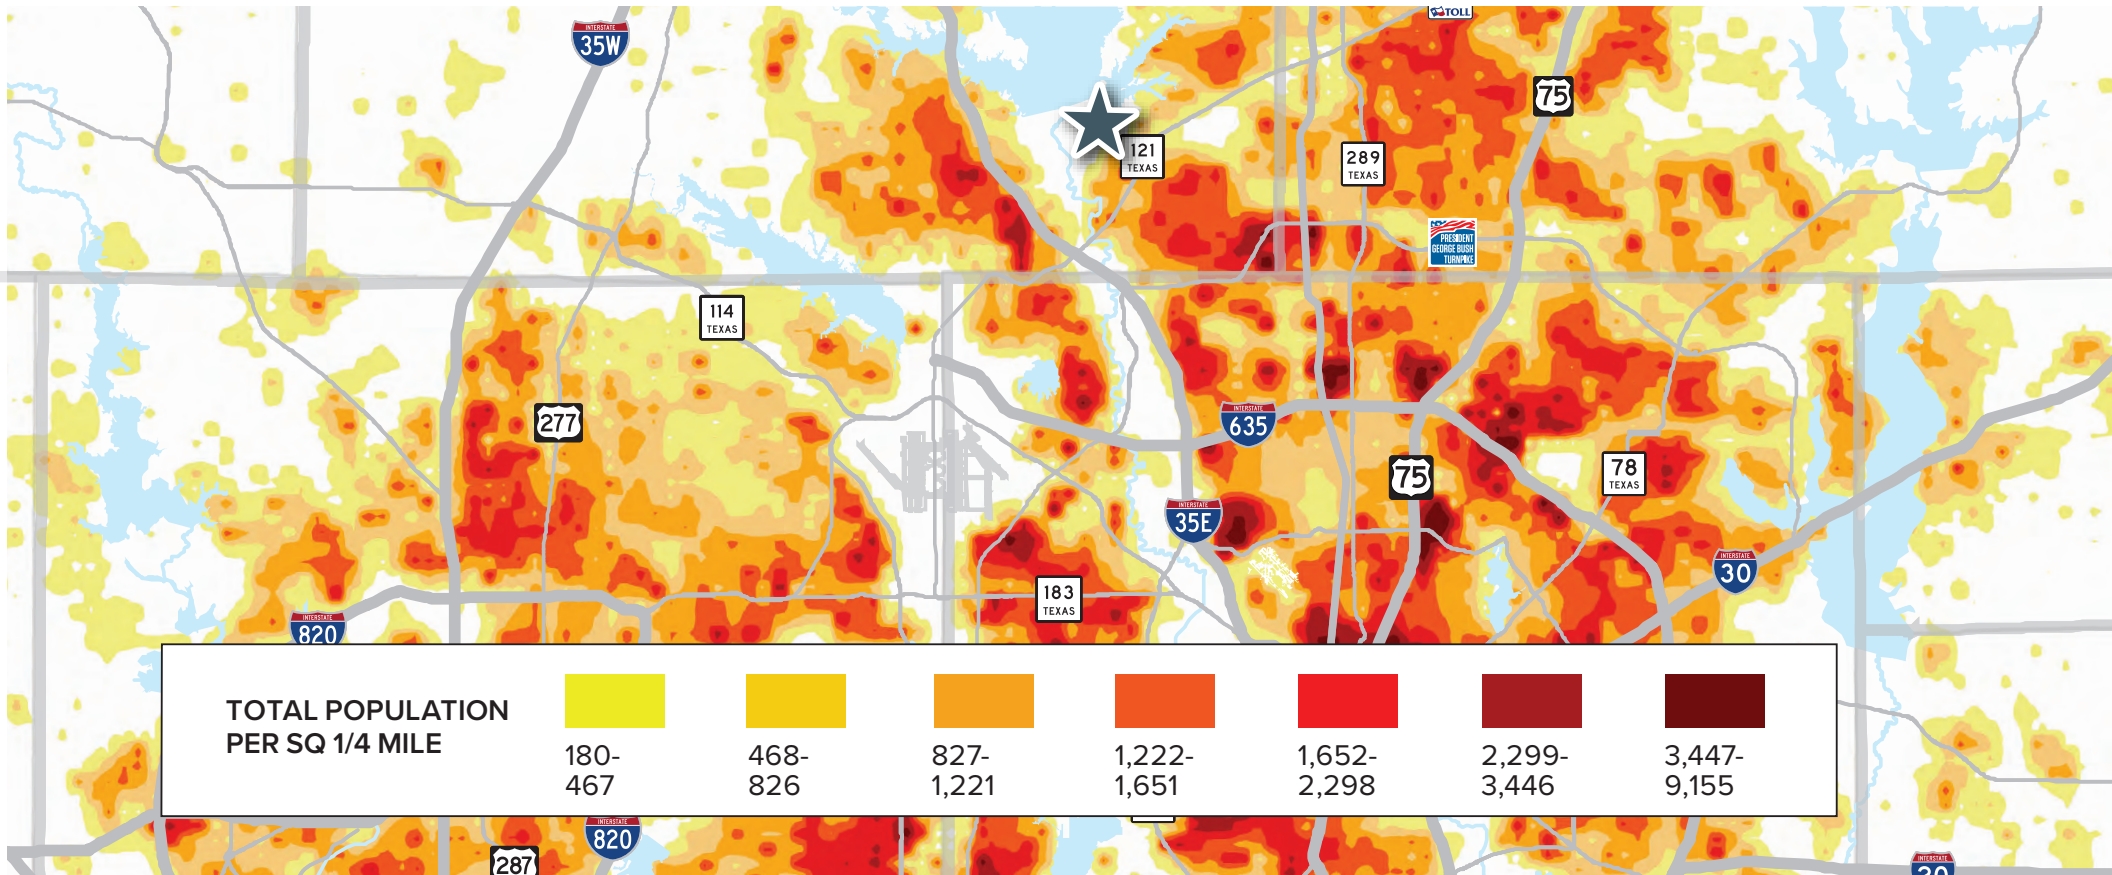 TOLL
INTERSTATE
35W
75
121
TEXAS
289
TEXAS
PRESIDENT
GEORGE BUSH
TURNPIKE
114
TEXAS
277
INTERSTATE
635
75
78
TEXAS
INTERSTATE
35E
INTERSTATE
30
183
TEXAS
INTERSTATE
820
TOTAL POPULATION
PER SQ 1/4 MILE
180-
467
468-
826
827-
1,221
1,222-
1,651
1,652-
2,298
2,299-
3,446
3,447-
9,155
INTERSTATE
820
287
INTERSTATE